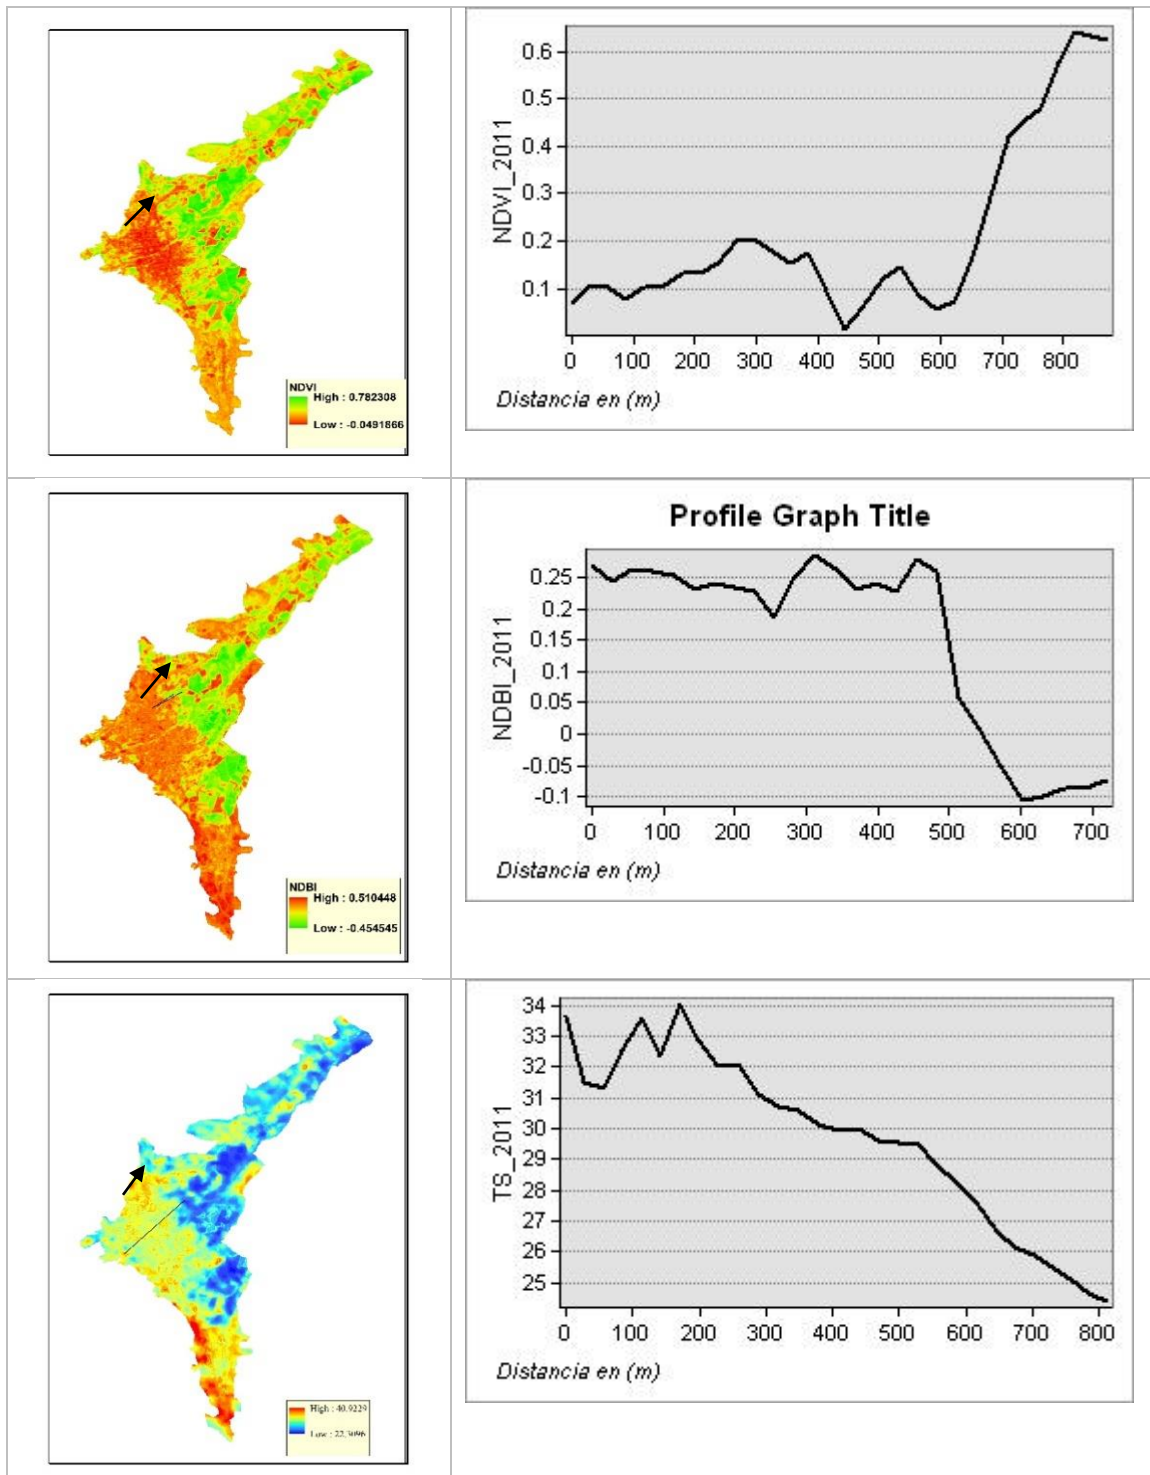 NDVI
High : 0.782308
Low : -0.0491866
NDVI_2011
0.6
0.5
0.4
0.3
0.2
0.1
0 100 200 300 400 500 600 700 800
Distancia en (m)
NDBI
High : 0.510448
Low : -0.454545
Profile Graph Title
NDBI_2011
0.25
0.2
0.15
0.1
0.05
0
-0.05
-0.1
0 100 200 300 400 500 600 700
Distancia en (m)
High : 40.9229
Low : 22.3096
TS_2011
34
33
32
31
30
29
28
27
26
25
0 100 200 300 400 500 600 700 800
Distancia en (m)